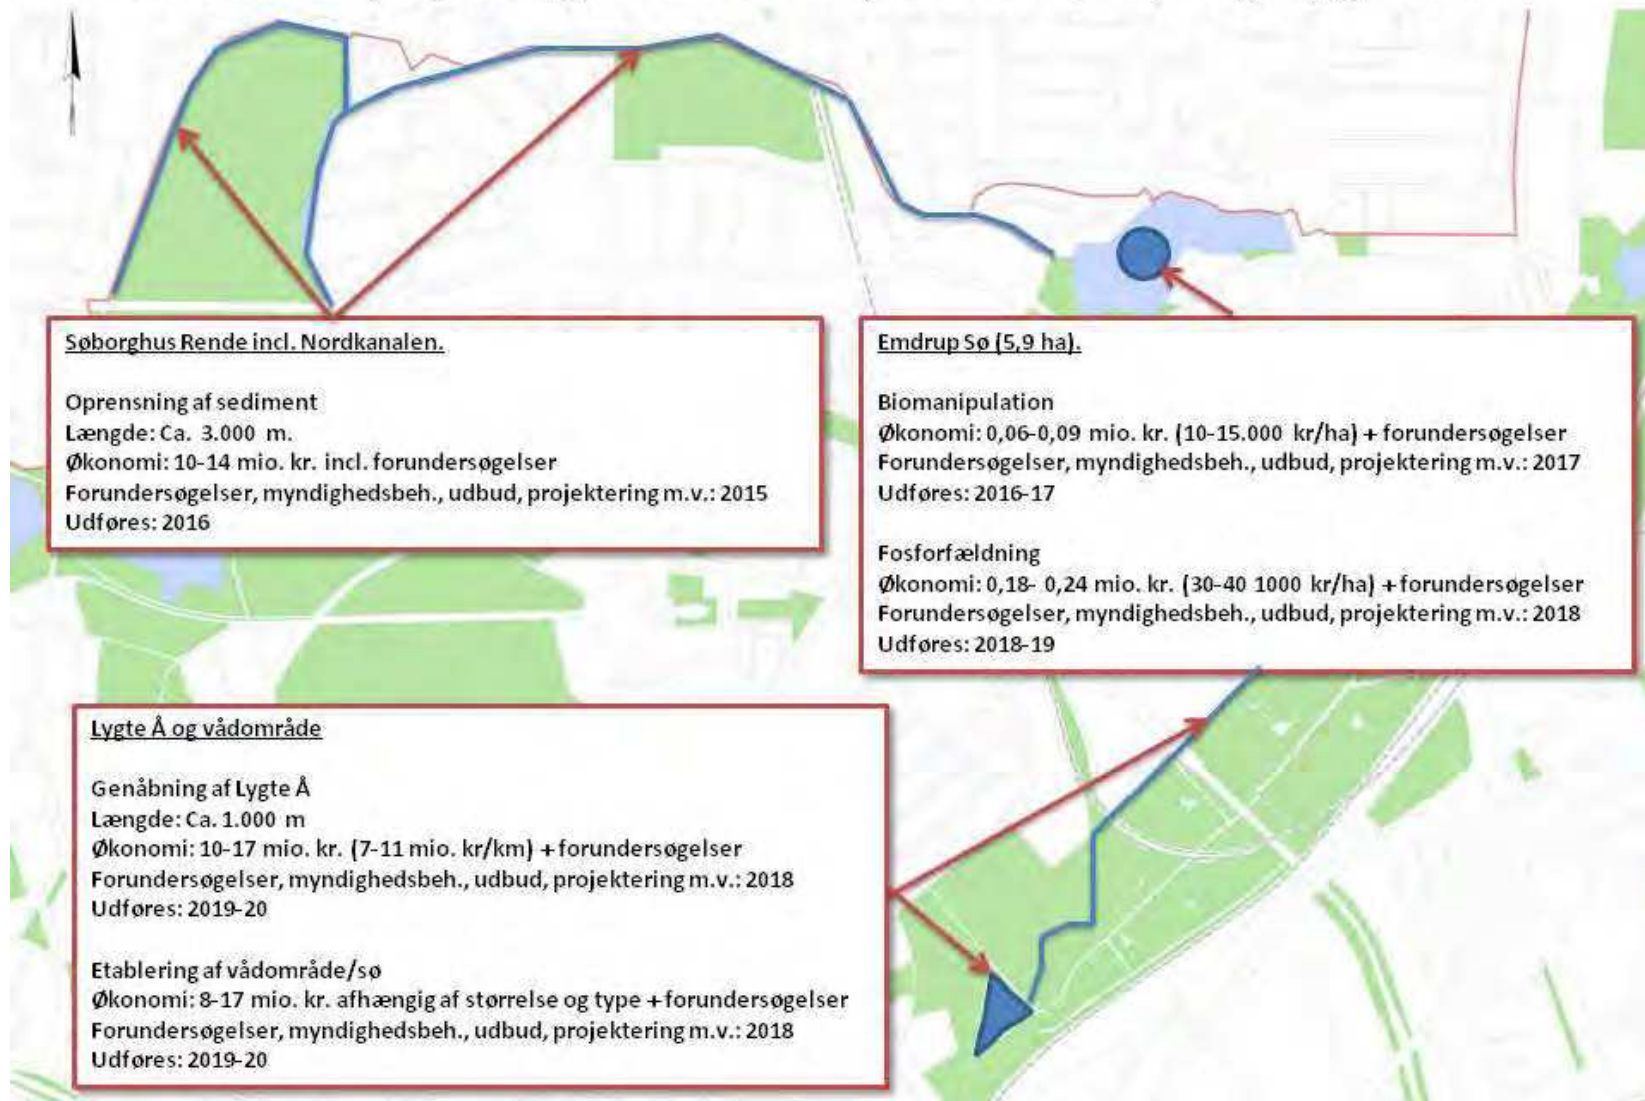 Søborghus Rende incl. Nordkanalen.
Oprensning af sediment
Længde: Ca. 3.000 m.
Økonomi: 10-14 mio. kr. incl. forundersøgelser
Forundersøgelser, myndighedsbeh., udbud, projektering m.v.: 2015
Udføres: 2016
Emdrup Sø (5,9 ha).
Biomanipulation
Økonomi: 0,06-0,09 mio. kr. (10-15.000 kr/ha) + forundersøgelser
Forundersøgelser, myndighedsbeh., udbud, projektering m.v.: 2017
Udføres: 2016-17
Fosforfældning
Økonomi: 0,18- 0,24 mio. kr. (30-40 1000 kr/ha) + forundersøgelser
Forundersøgelser, myndighedsbeh., udbud, projektering m.v.: 2018
Udføres: 2018-19
Lygte Å og vådområde
Genåbning af Lygte Å
Længde: Ca. 1.000 m
Økonomi: 10-17 mio. kr. (7-11 mio. kr/km) + forundersøgelser
Forundersøgelser, myndighedsbeh., udbud, projektering m.v.: 2018
Udføres: 2019-20
Etablering af vådområde/sø
Økonomi: 8-17 mio. kr. afhængig af størrelse og type + forundersøgelser
Forundersøgelser, myndighedsbeh., udbud, projektering m.v.: 2018
Udføres: 2019-20